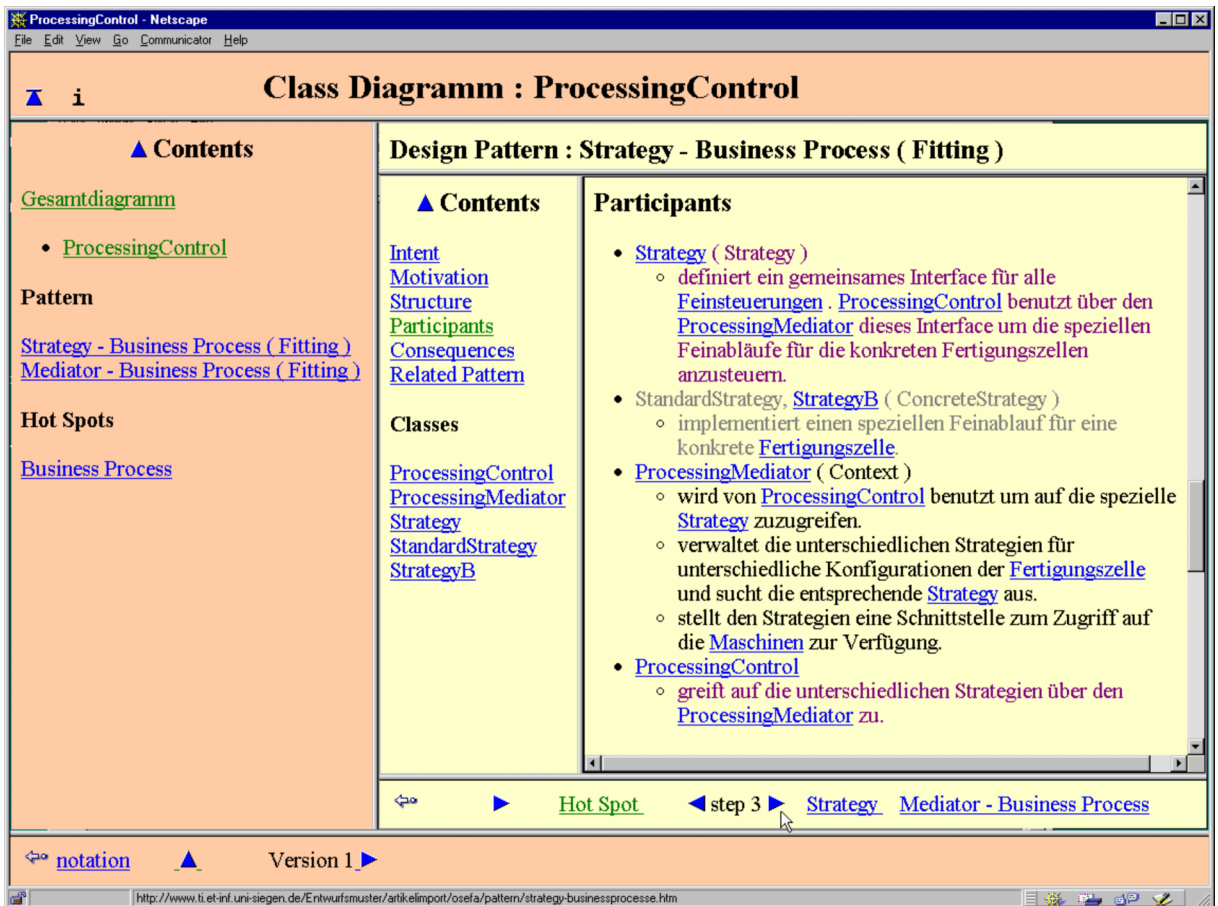 ProcessingControl - Netscape
File Edit View Go Communicator Help
i
Class Diagramm : ProcessingControl
Contents
Gesamtdiagramm
ProcessingControl
Pattern
Strategy - Business Process ( Fitting )
Mediator - Business Process ( Fitting )
Hot Spots
Business Process
Design Pattern : Strategy - Business Process ( Fitting )
Contents
Intent
Motivation
Structure
Participants
Consequences
Related Pattern
Classes
ProcessingControl
ProcessingMediator
Strategy
StandardStrategy
StrategyB
Participants
Strategy ( Strategy )
definiert ein gemeinsames Interface für alle
Feinsteuerungen . ProcessingControl benutzt über den
ProcessingMediator dieses Interface um die speziellen
Feinabläufe für die konkreten Fertigungszellen
anzusteuern.
StandardStrategy, StrategyB ( ConcreteStrategy )
implementiert einen speziellen Feinablauf für eine
konkrete Fertigungszelle.
ProcessingMediator ( Context )
wird von ProcessingControl benutzt um auf die spezielle
Strategy zuzugreifen.
verwaltet die unterschiedlichen Strategien für
unterschiedliche Konfigurationen der Fertigungszelle
und sucht die entsprechende Strategy aus.
stellt den Strategien eine Schnittstelle zum Zugriff auf
die Maschinen zur Verfügung.
ProcessingControl
greift auf die unterschiedlichen Strategien über den
ProcessingMediator zu.
Hot Spot step 3 Strategy Mediator - Business Process
notation Version 1
http://www.ti.et-inf.uni-siegen.de/Entwurfsmuster/artikelimport/osefa/pattern/strategy-businessprocesse.htm